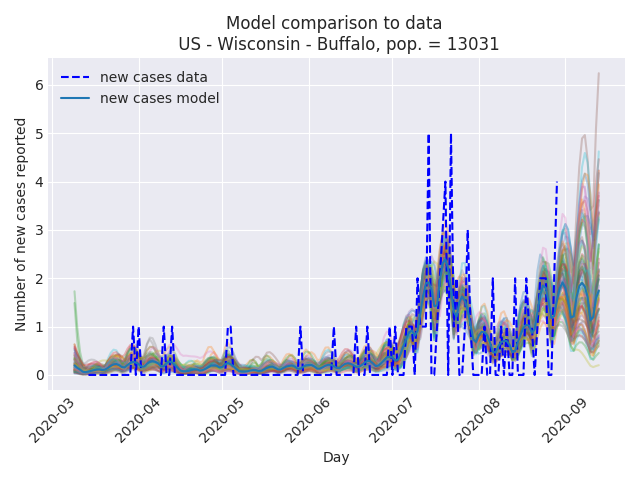 Model comparison to data
US - Wisconsin - Buffalo, pop. = 13031
new cases data
new cases model
Number of new cases reported
6
5
4
3
2
1
0
2020-03
2020-04
2020-05
2020-06
2020-07
2020-08
2020-09
Day